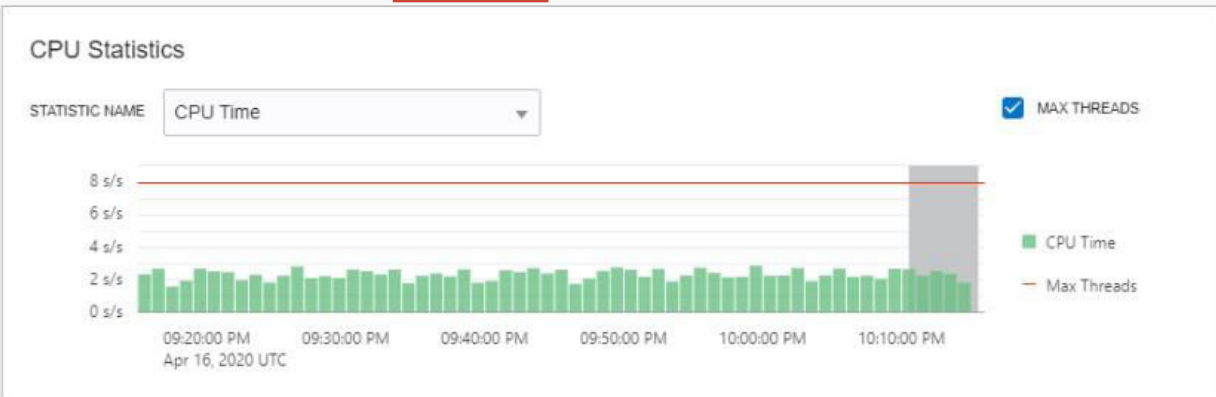 CPU Statistics
STATISTIC NAME CPU Time MAX THREADS
8 s/s
6 s/s
4 s/s
2 s/s
0 s/s
CPU Time
Max Threads
09:20:00 PM 09:30:00 PM 09:40:00 PM 09:50:00 PM 10:00:00 PM 10:10:00 PM
Apr 16, 2020 UTC